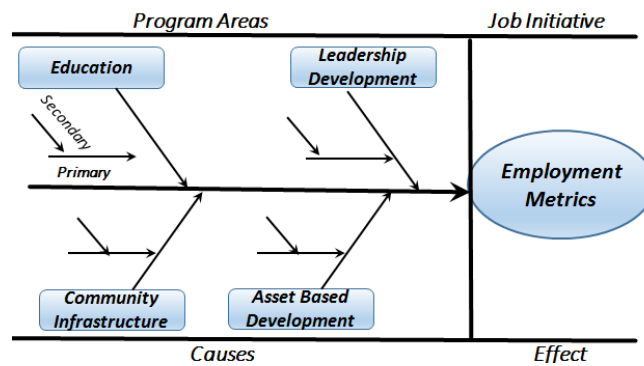 Program Areas
Job Initiative
Education
Leadership
Development
Secondary
Primary
Employment
Metrics
Community
Infrastructure
Asset Based
Development
Causes
Effect